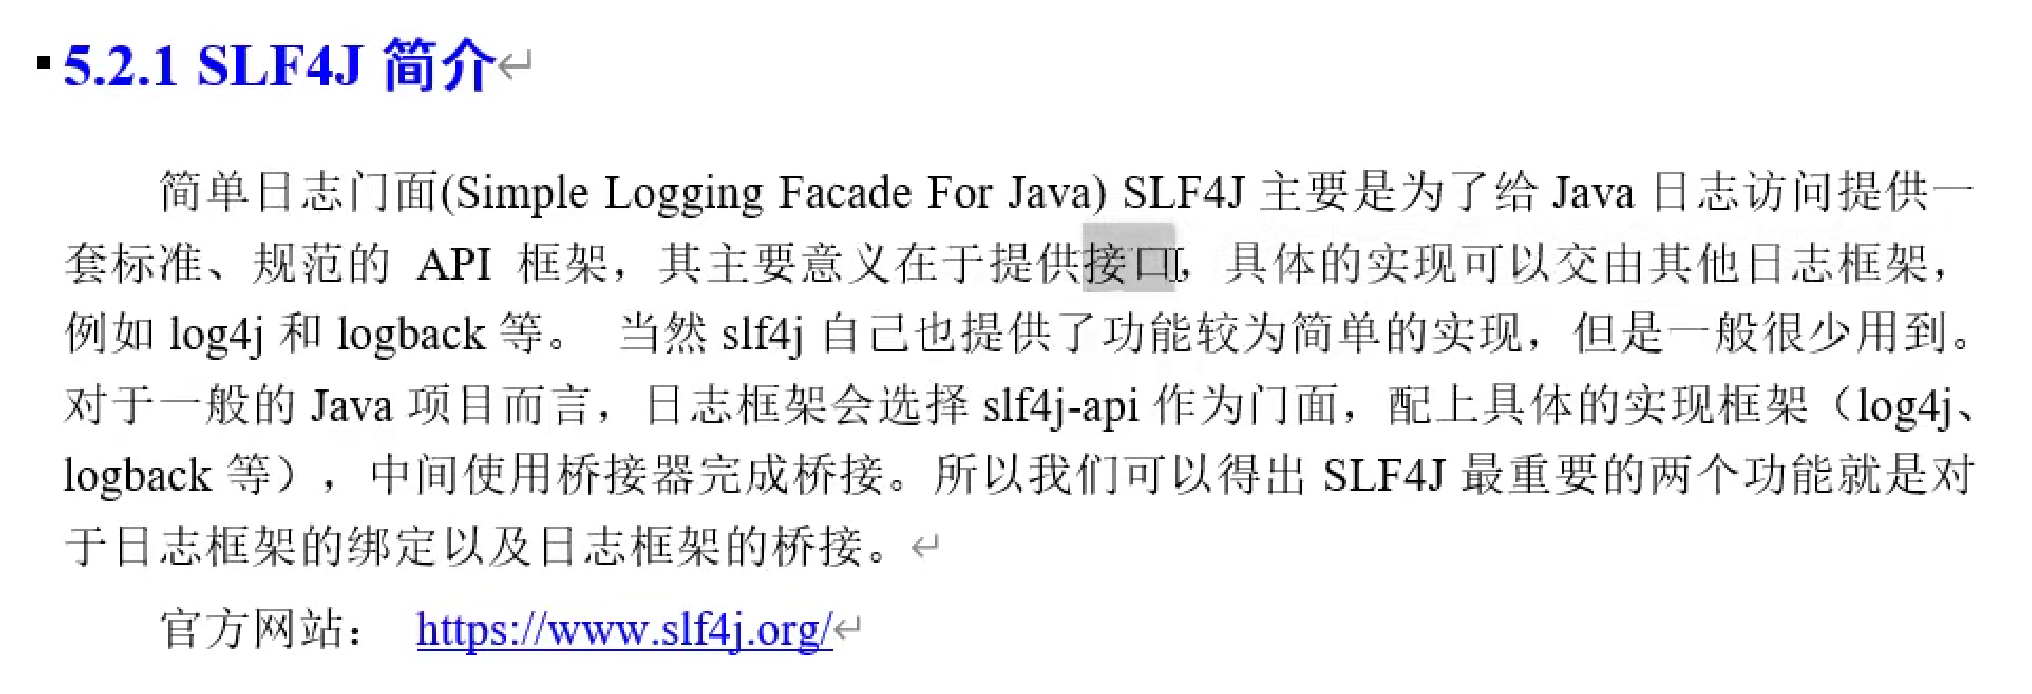 5.2.1 SLF4J 简介
简单日志门面(Simple Logging Facade For Java) SLF4J 主要是为了给 Java 日志访问提供一
套标准、规范的 API 框架，其主要意义在于提供接口，具体的实现可以交由其他日志框架，
例如 log4j 和 logback 等。 当然 slf4j 自己也提供了功能较为简单的实现，但是一般很少用到。
对于一般的 Java 项目而言，日志框架会选择 slf4j-api 作为门面，配上具体的实现框架（log4j、
logback 等），中间使用桥接器完成桥接。所以我们可以得出 SLF4J 最重要的两个功能就是对
于日志框架的绑定以及日志框架的桥接。
官方网站： https://www.slf4j.org/